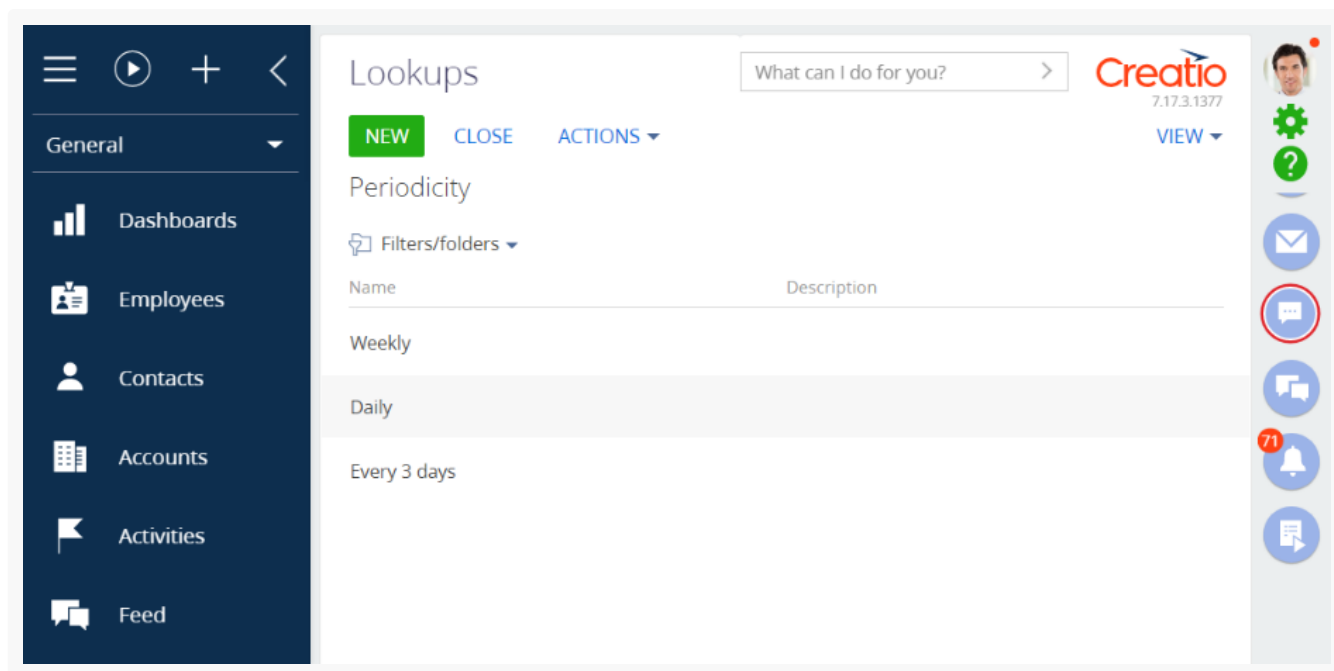 General
Dashboards
Employees
Contacts
Accounts
Activities
Feed
Lookups
What can I do for you?
Creatio
7.17.3.1377
NEW CLOSE ACTIONS VIEW
Periodicity
Filters/folders
Name Description
Weekly
Daily
Every 3 days
?
71